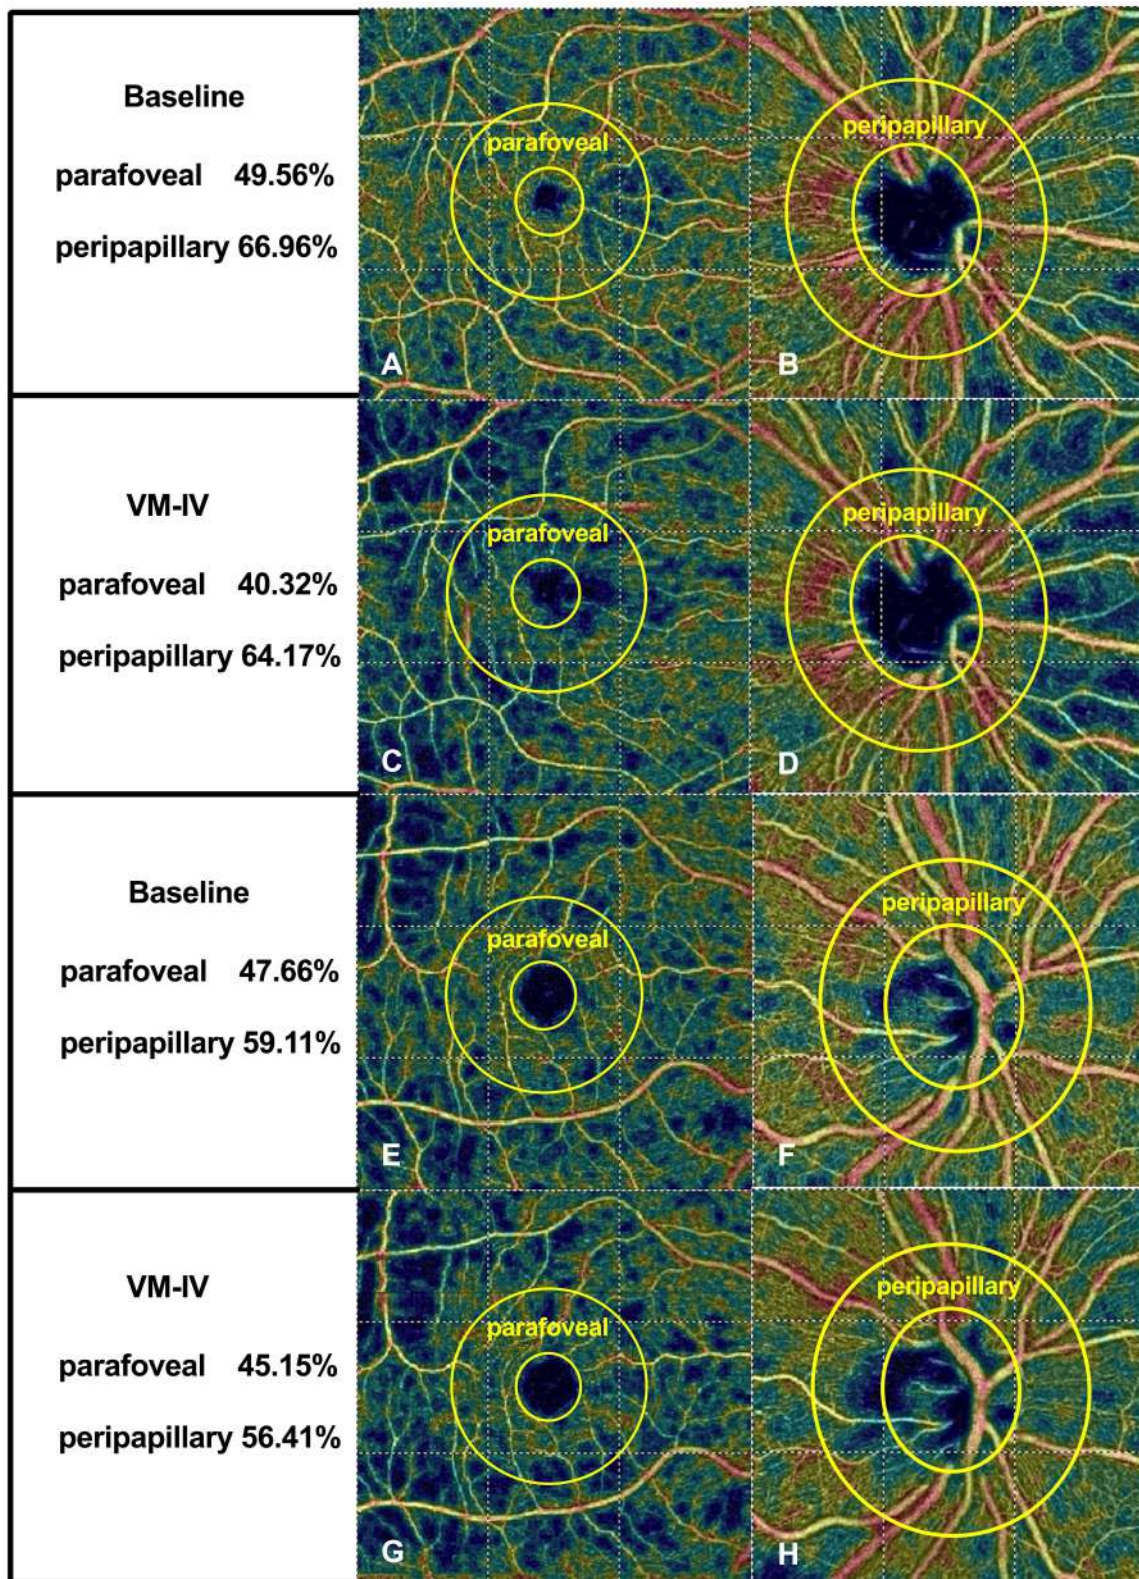 Baseline
parafoveal 49.56%
peripapillary 66.96%
parafoveal
A
peripapillary
B
VM-IV
parafoveal 40.32%
peripapillary 64.17%
parafoveal
C
peripapillary
D
Baseline
parafoveal 47.66%
peripapillary 59.11%
parafoveal
E
peripapillary
F
VM-IV
parafoveal 45.15%
peripapillary 56.41%
parafoveal
G
peripapillary
H